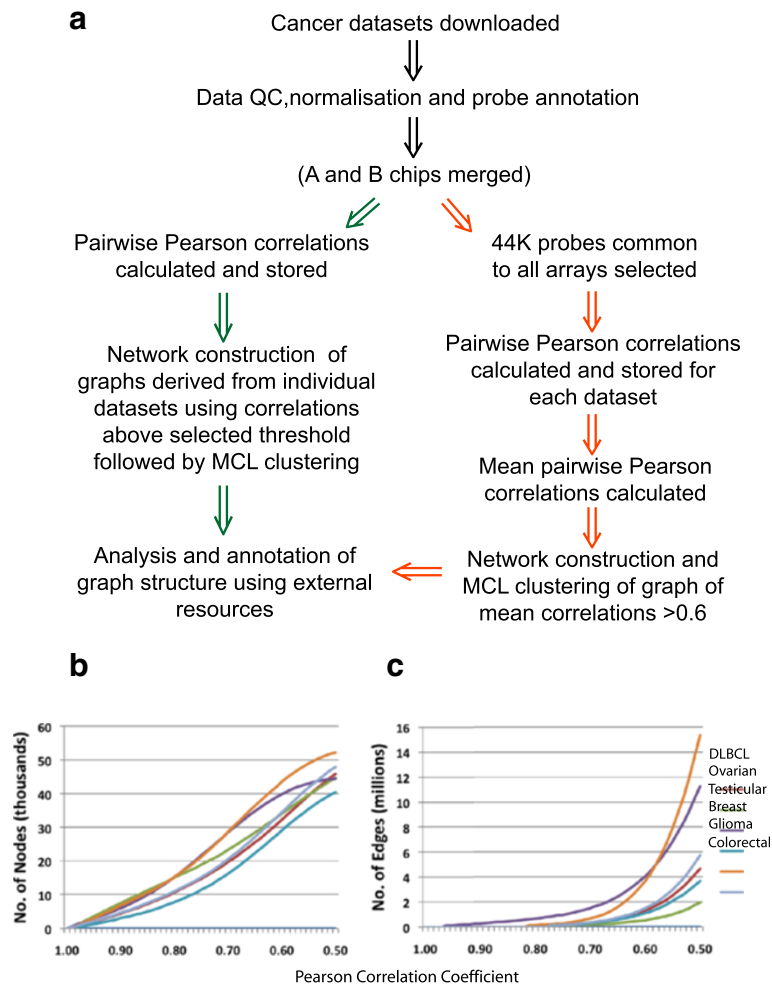 a
Cancer datasets downloaded
Data QC,normalisation and probe annotation
(A and B chips merged)
Pairwise Pearson correlations
calculated and stored
Network construction of
graphs derived from individual
datasets using correlations
above selected threshold
followed by MCL clustering
Analysis and annotation of
graph structure using external
resources
44K probes common
to all arrays selected
Pairwise Pearson correlations
calculated and stored for
each dataset
Mean pairwise Pearson
correlations calculated
Network construction and
MCL clustering of graph of
mean correlations >0.6
b
No. of Nodes (thousands)
60
50
40
30
20
10
0
1.00 0.90 0.80 0.70 0.60 0.50
c
No. of Edges (millions)
16
14
12
10
8
6
4
2
0
1.00 0.90 0.80 0.70 0.60 0.50
DLBCL
Ovarian
Testicular
Breast
Glioma
Colorectal
Pearson Correlation Coefficient